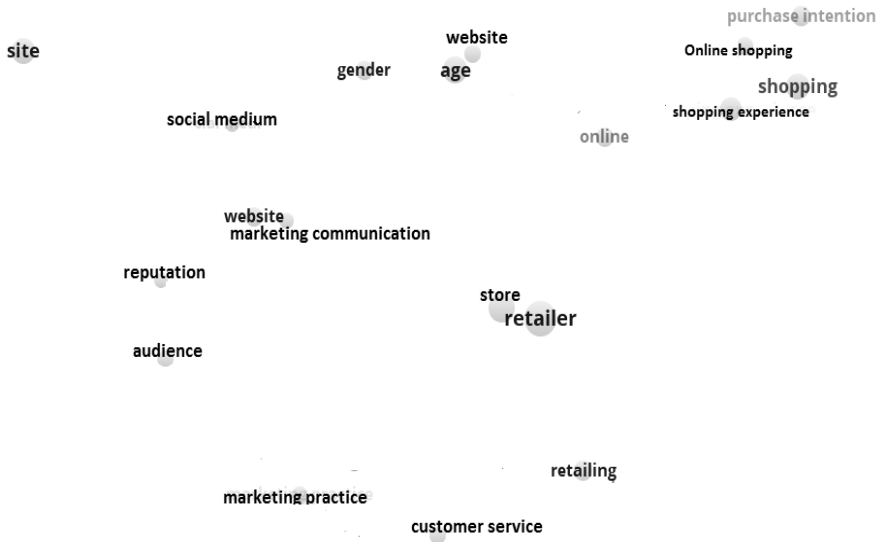 purchase intention
website
site
Online shopping
gender
age
shopping
shopping experience
social medium
online
website
marketing communication
reputation
store
retailer
audience
retailing
marketing practice
customer service